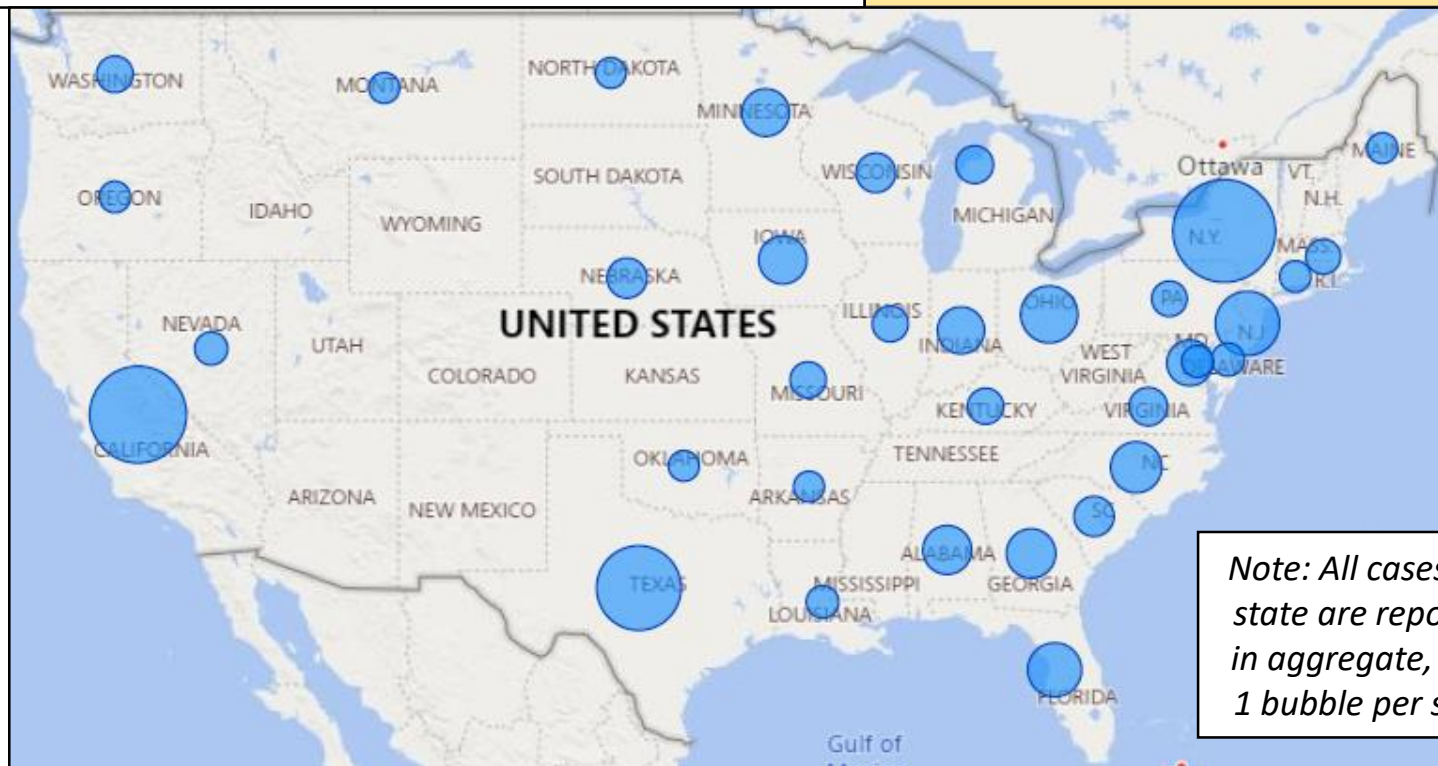 WASHINGTON
MONTANA
NORTH DAKOTA
MINNESOTA
Ottawa
MAINE
VT.
N.H.
OREGON
IDAHO
WYOMING
SOUTH DAKOTA
WISCONSIN
MICHIGAN
N.Y.
MASS.
R.I.
IOWA
NEBRASKA
NEVADA
UTAH
UNITED STATES
ILLINOIS
INDIANA
OHIO
PA
N.J.
MD
DELAWARE
COLORADO
KANSAS
MISSOURI
WEST
VIRGINIA
KENTUCKY
VIRGINIA
CALIFORNIA
OKLAHOMA
TENNESSEE
NC
ARIZONA
NEW MEXICO
ARKANSAS
SC
ALABAMA
TEXAS
MISSISSIPPI
GEORGIA
LOUISIANA
FLORIDA
Gulf of
Note: All cases
state are repo
in aggregate,
1 bubble per s